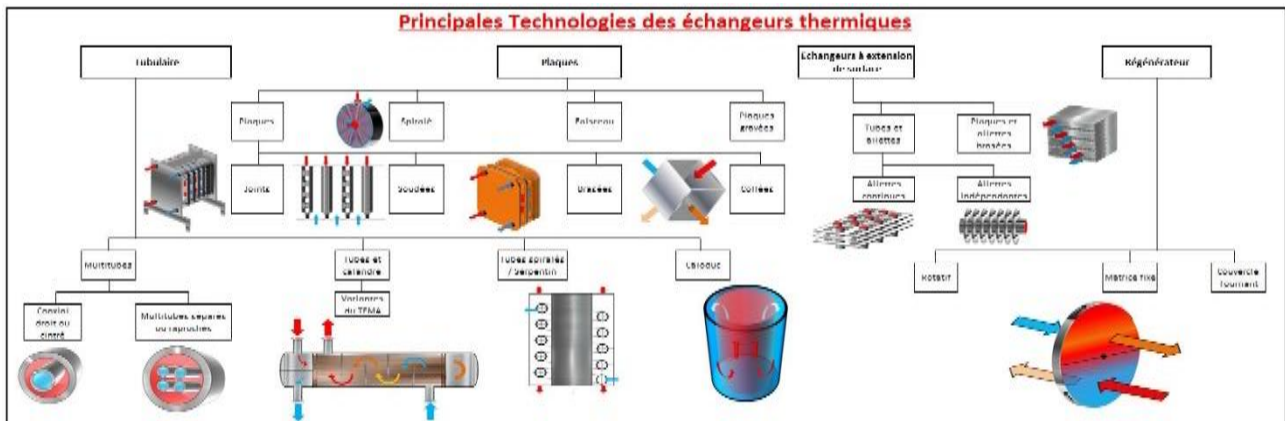 Principales Technologies des échangeurs thermiques
Tubulaire
Plaques
Echangeurs à extension
de surface
Régénérateur
Plaques
Spiralé
Faisceau
Plaques
gravées
Tubes et
ailettes
Plaques et
ailettes
brasées
Joints
Soudées
Brasées
Collées
Ailettes
continues
Ailettes
indépendantes
Multitubes
Tubes et
calandre
Tubes spiralés
/ Serpentin
Caloduc
Rotatif
Matrice fixe
Couvercle
tournant
Coaxial
droit ou
cintré
Multitubes séparés
ou raprochés
Variantes
du TEMA